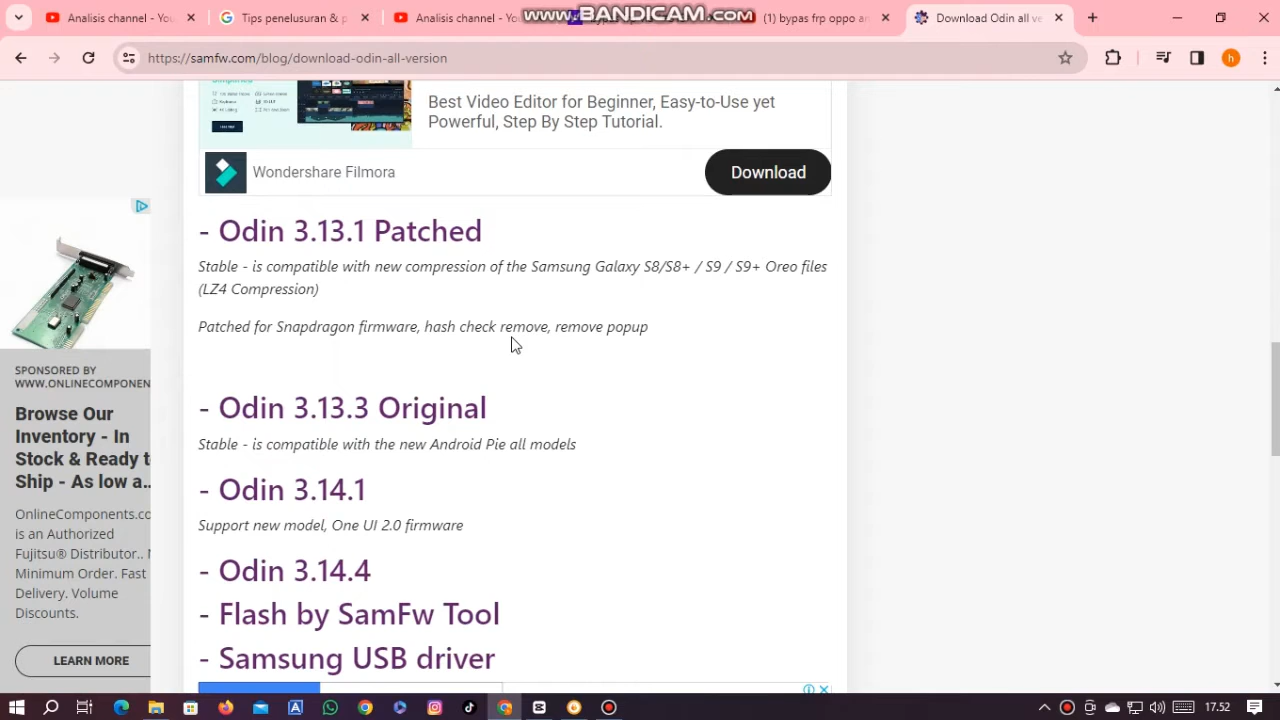 www.BANDICAM.com
Analisis channel - You
Tips penelusuran & p
Analisis channel - You
(1) bypas frp oppo an
Download Odin all ve
https://samfw.com/blog/download-odin-all-version
h
Best Video Editor for Beginner, Easy-to-Use yet
Powerful, Step By Step Tutorial.
Wondershare Filmora
Download
- Odin 3.13.1 Patched
Stable - is compatible with new compression of the Samsung Galaxy S8/S8+ / S9 / S9+ Oreo files
(LZ4 Compression)
Patched for Snapdragon firmware, hash check remove, remove popup
- Odin 3.13.3 Original
Stable - is compatible with the new Android Pie all models
- Odin 3.14.1
Support new model, One UI 2.0 firmware
- Odin 3.14.4
- Flash by SamFw Tool
- Samsung USB driver
SPONSORED BY
WWW.ONLINECOMPONEN
Browse Our
Inventory - In
Stock & Ready t
Ship - As low a..
OnlineComponents.co
is an Authorized
Fujitsu® Distributor..
Minimum Order. Fast
Delivery. Volume
Discounts.
LEARN MORE
17.52